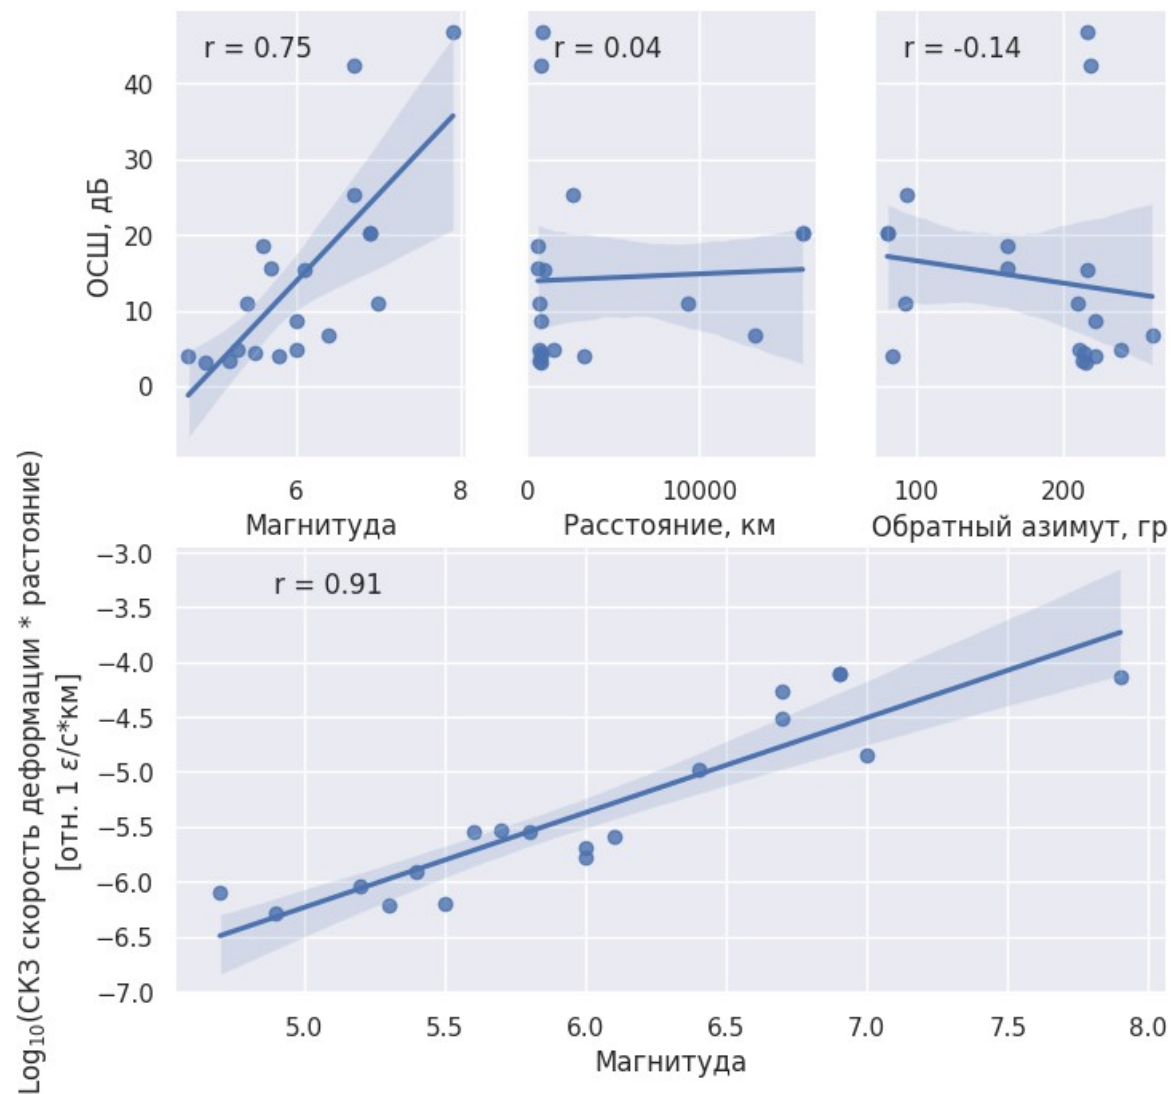 r = 0.75
r = 0.04
r = -0.14
ОСШ, дБ
40
30
20
10
0
6
8
0
10000
100
200
Магнитуда
Расстояние, км
Обратный азимут, гр
Log₁₀(СКЗ скорость деформации * растояние)
[отн. 1 ε/с*км]
r = 0.91
−3.0
−3.5
−4.0
−4.5
−5.0
−5.5
−6.0
−6.5
−7.0
5.0
5.5
6.0
6.5
7.0
7.5
8.0
Магнитуда